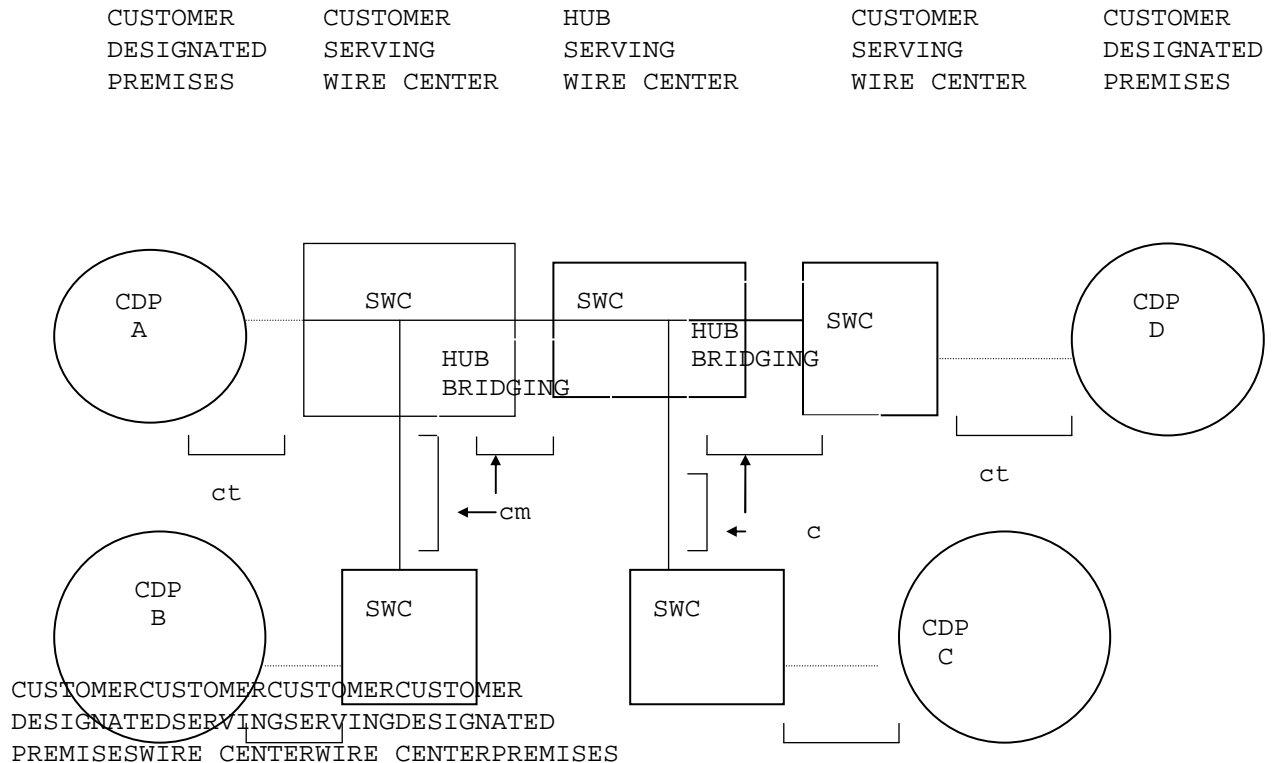 CUSTOMER CUSTOMER HUB CUSTOMER CUSTOMER
DESIGNATED SERVING SERVING SERVING DESIGNATED
PREMISES WIRE CENTER WIRE CENTER WIRE CENTER PREMISES
CDP
A
SWC
HUB
BRIDGING
SWC
HUB
BRIDGING
SWC
CDP
D
ct
cm
c
ct
CDP
B
SWC
SWC
CDP
C
CUSTOMERCUSTOMERCUSTOMERCUSTOMER
DESIGNATEDSERVINGSERVINGDESIGNATED
PREMISESWIRE CENTERWIRE CENTERPREMISES